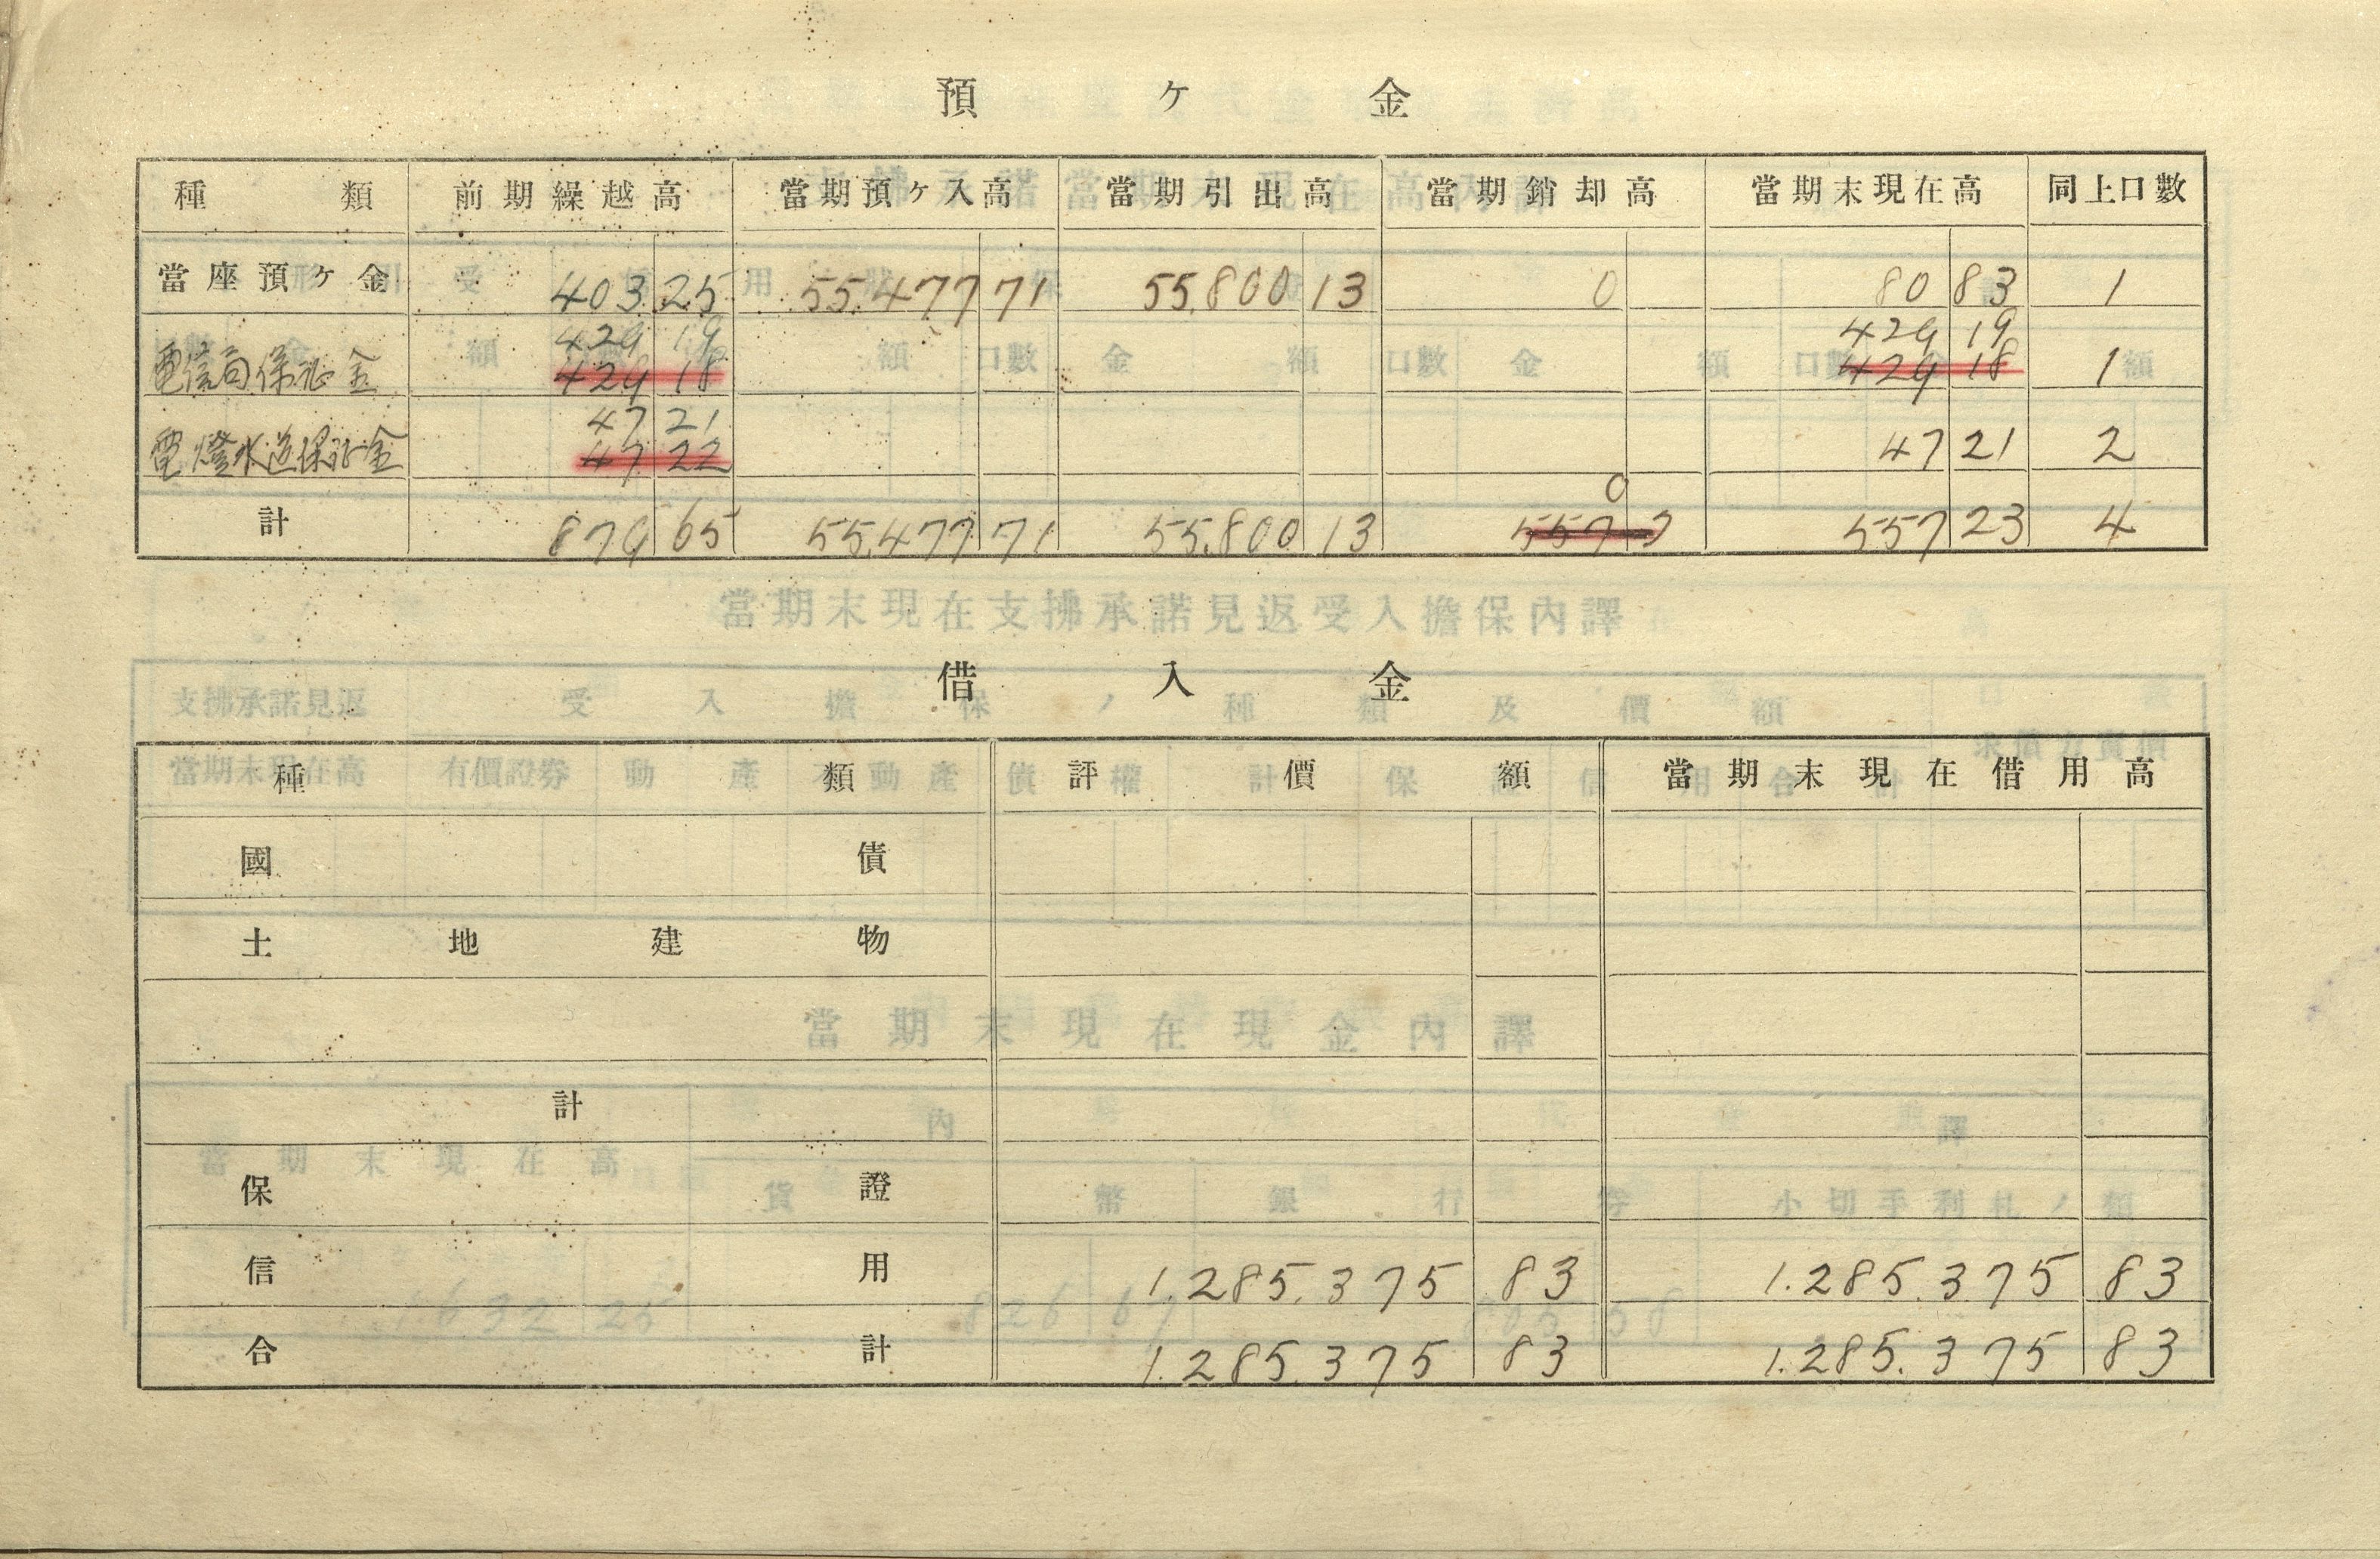 預ヶ金
種類 前期繰越高 當期預ヶ入高 當期引出高 當期銷却高 當期末現在高 同上口數
當座預ヶ金 403.25 55.477 71 55.800 13 0 80 83 1
429 19 429 19
電信局保証金 429 18 429 18 1
47 21
電燈水道保証金 47 22 47 21 2
0
計 879 65 55.477 71 55.800 13 557 23 4
借入金
種類 評價額 當期末現在借用高
國債
土地建物
計
保證
信用 1.285.375 83 1.285.375 83
合計 1.285.375 83 1.285.375 83